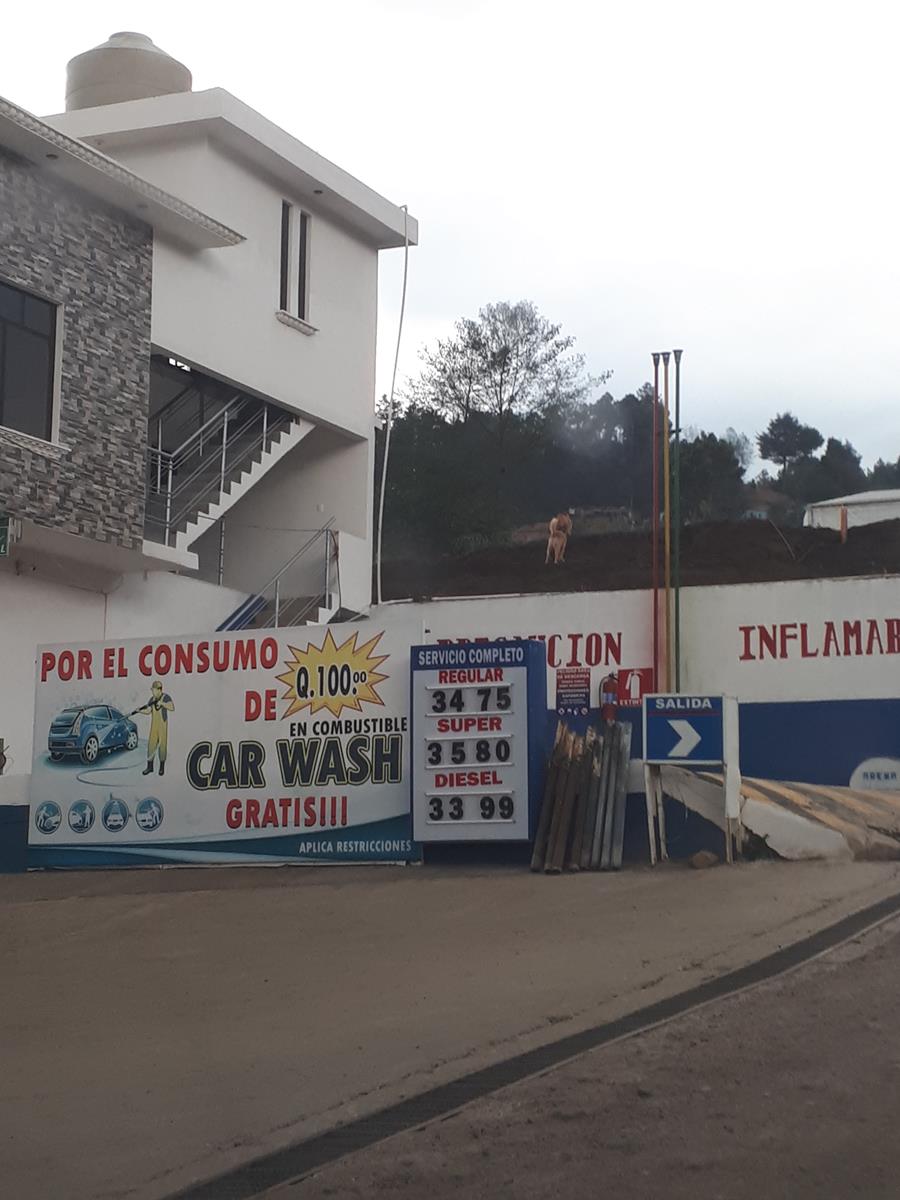 POR EL CONSUMO
DE
Q.100.00
EN COMBUSTIBLE
CAR WASH
GRATIS!!!
APLICA RESTRICCIONES
SERVICIO COMPLETO
REGULAR
34 75
SUPER
35 80
DIESEL
33 99
INFLAMAB
SALIDA
ARENA